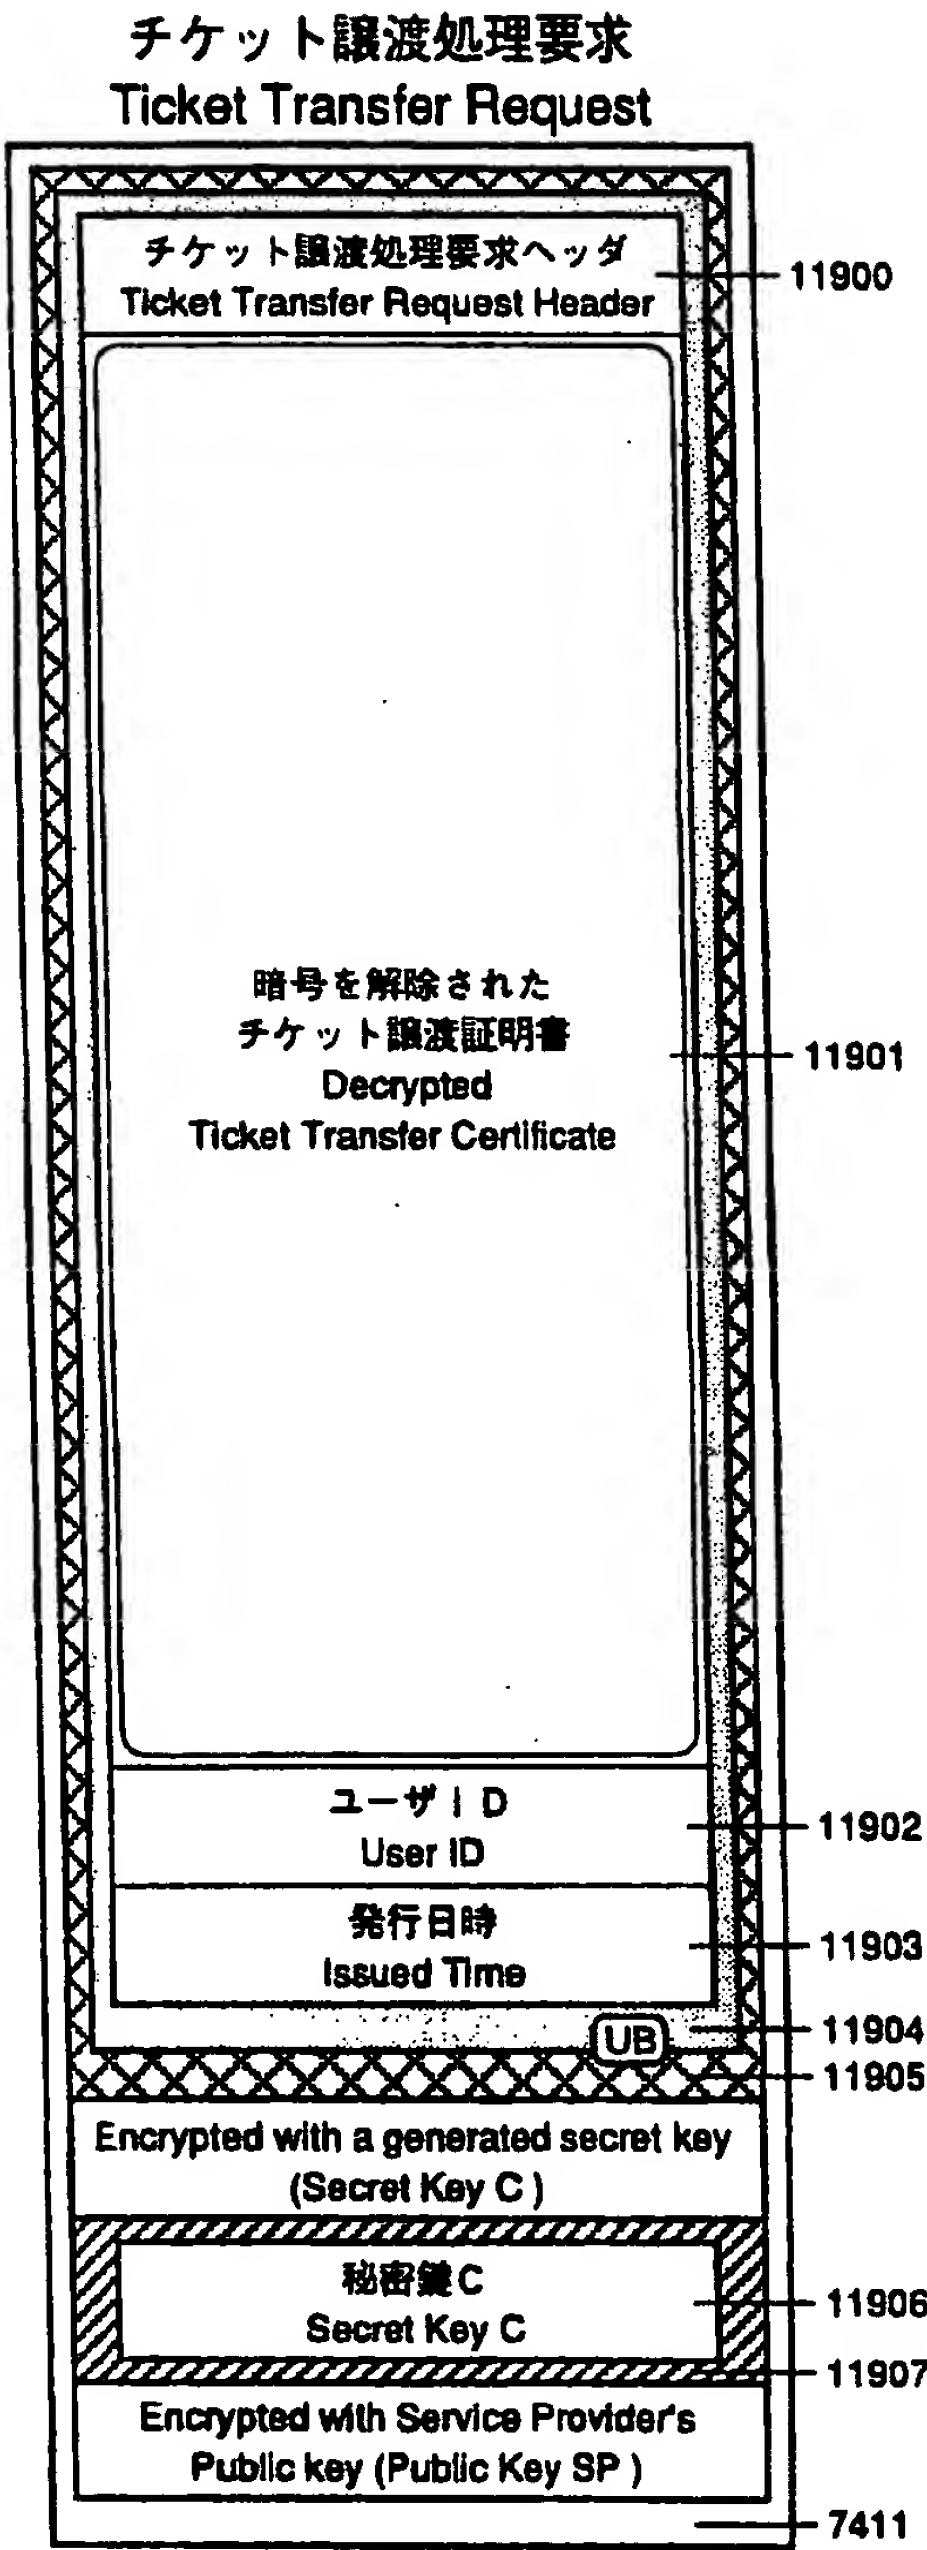 チケット譲渡処理要求
Ticket Transfer Request
チケット譲渡処理要求ヘッダ
Ticket Transfer Request Header
11900
暗号を解除された
チケット譲渡証明書
Decrypted
Ticket Transfer Certificate
11901
ユーザID
User ID
11902
発行日時
Issued Time
11903
UB
11904
11905
Encrypted with a generated secret key
(Secret Key C )
秘密鍵C
Secret Key C
11906
11907
Encrypted with Service Provider's
Public key (Public Key SP )
7411